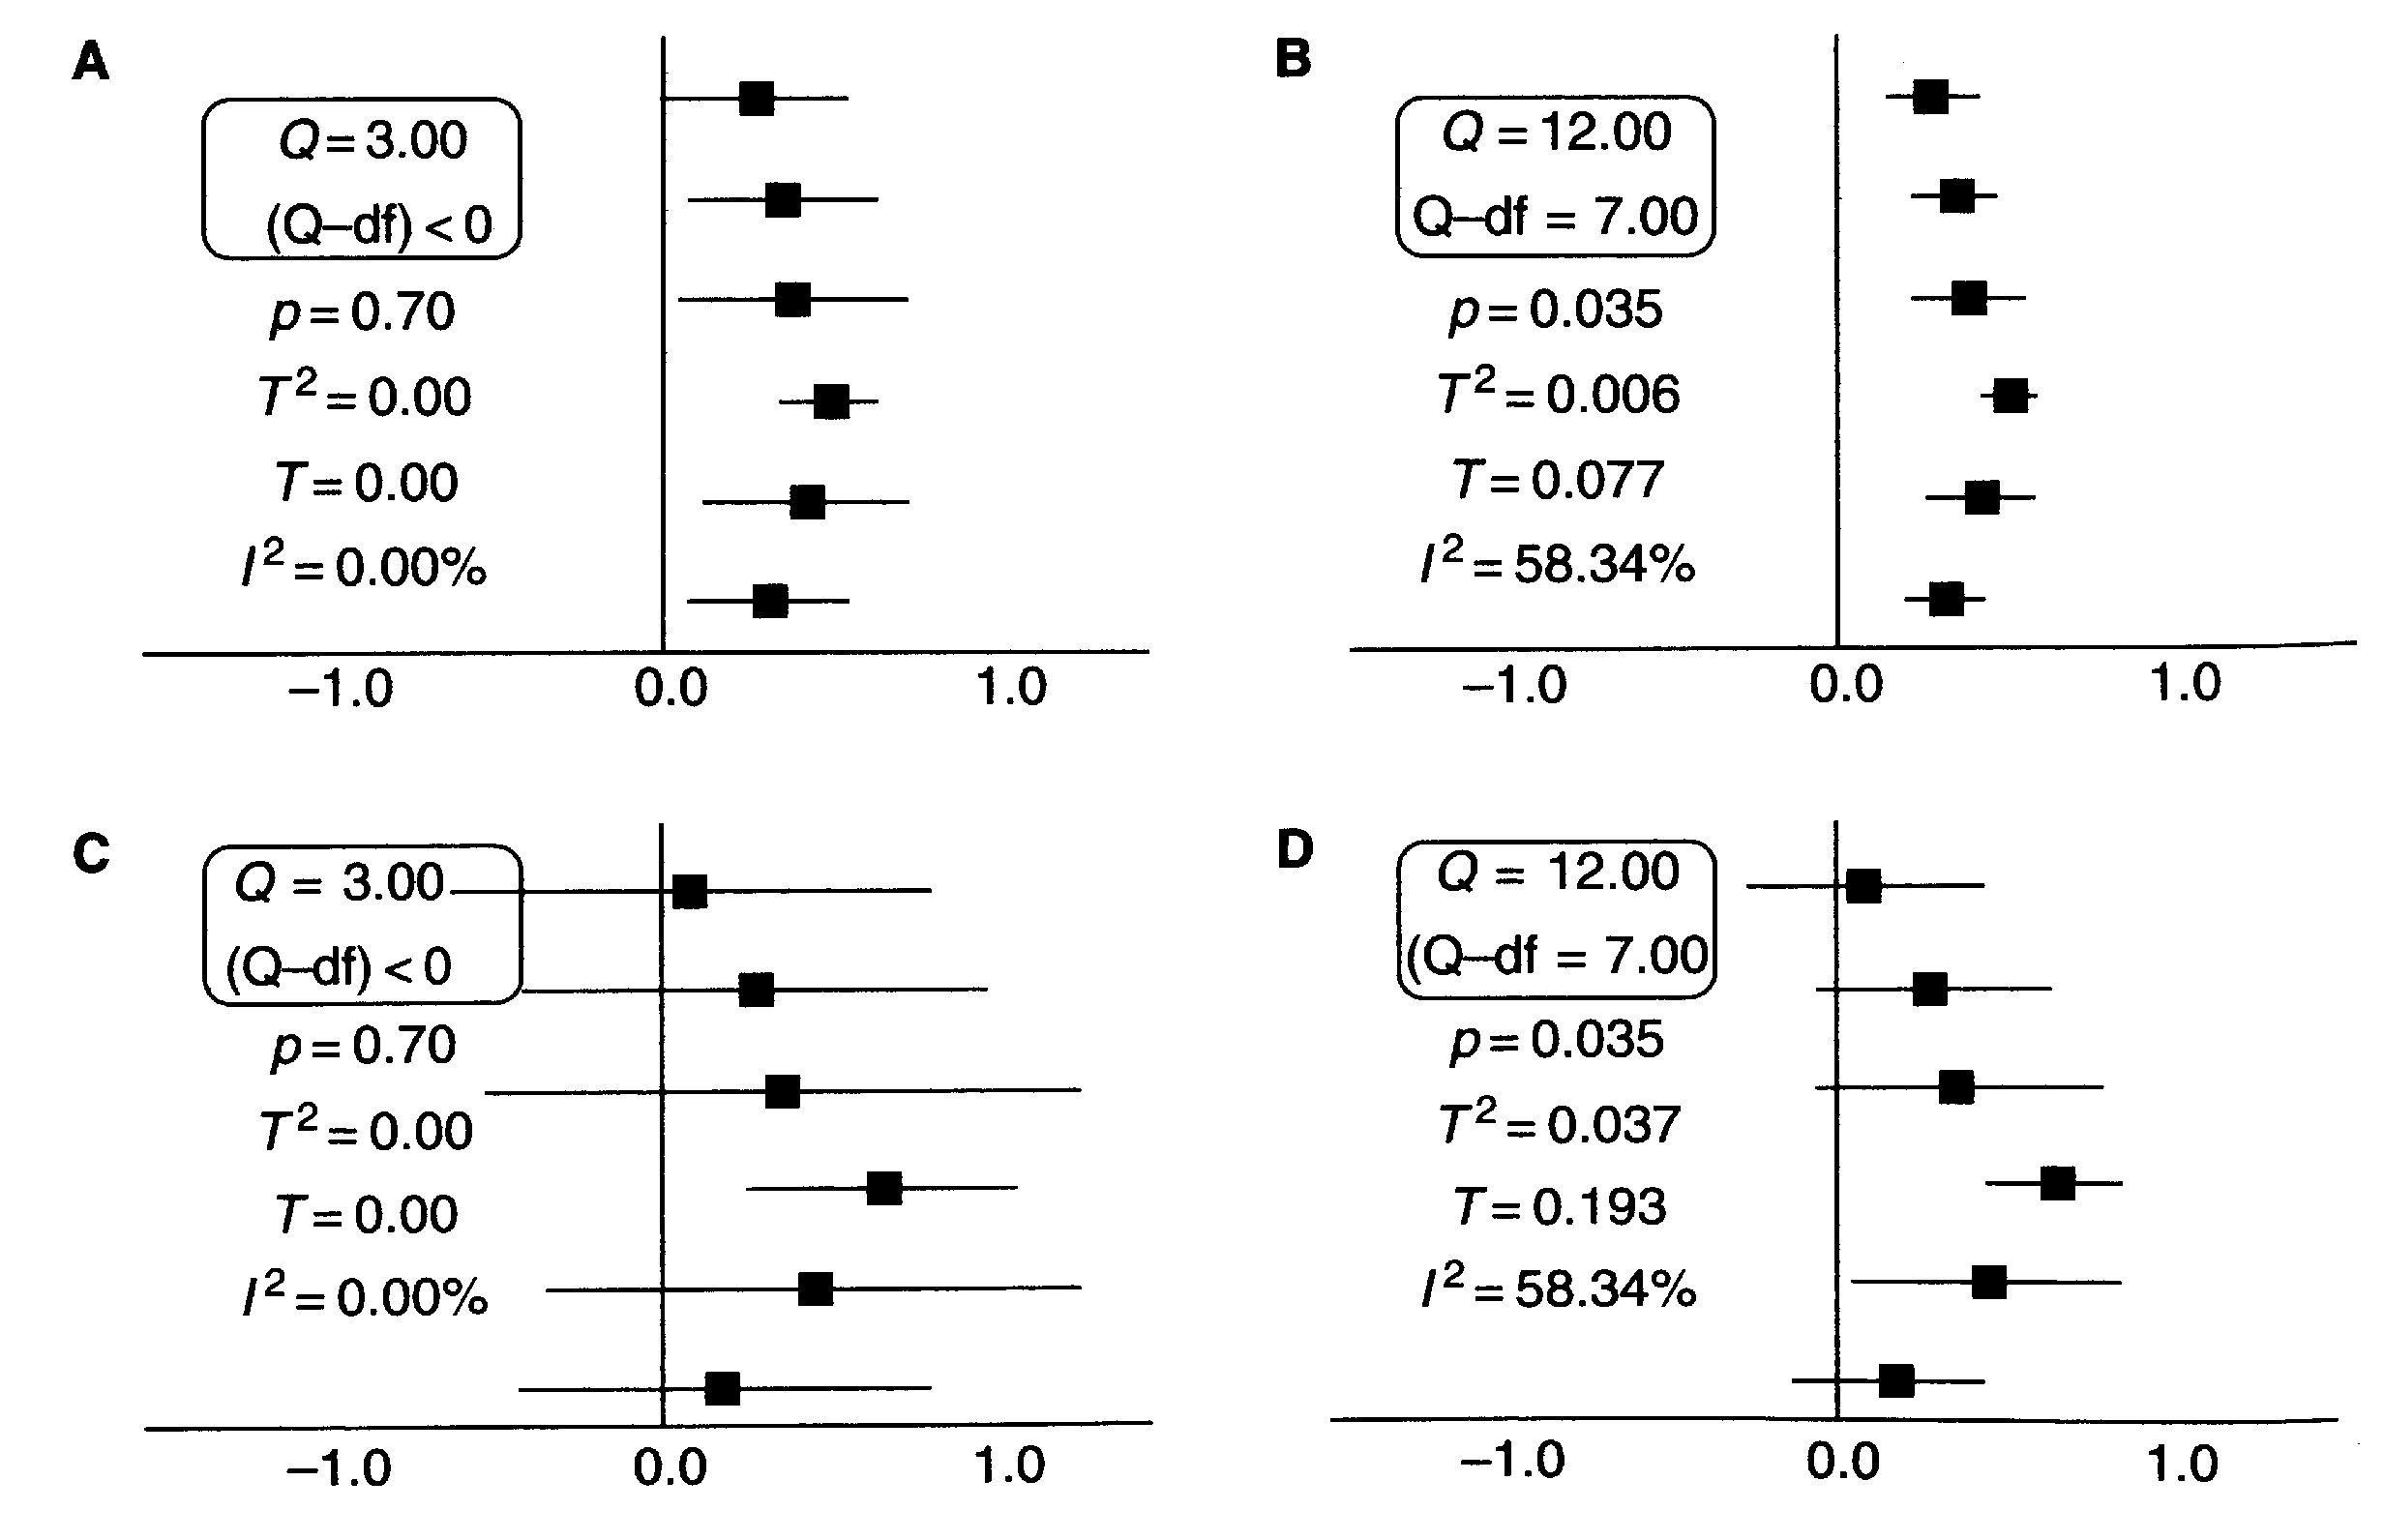 A
Q = 3.00
(Q–df) < 0
p = 0.70
T² = 0.00
T = 0.00
I² = 0.00%
–1.0 0.0 1.0
B
Q = 12.00
Q–df = 7.00
p = 0.035
T² = 0.006
T = 0.077
I² = 58.34%
–1.0 0.0 1.0
C
Q = 3.00
(Q–df) < 0
p = 0.70
T² = 0.00
T = 0.00
I² = 0.00%
–1.0 0.0 1.0
D
Q = 12.00
(Q–df = 7.00
p = 0.035
T² = 0.037
T = 0.193
I² = 58.34%
–1.0 0.0 1.0